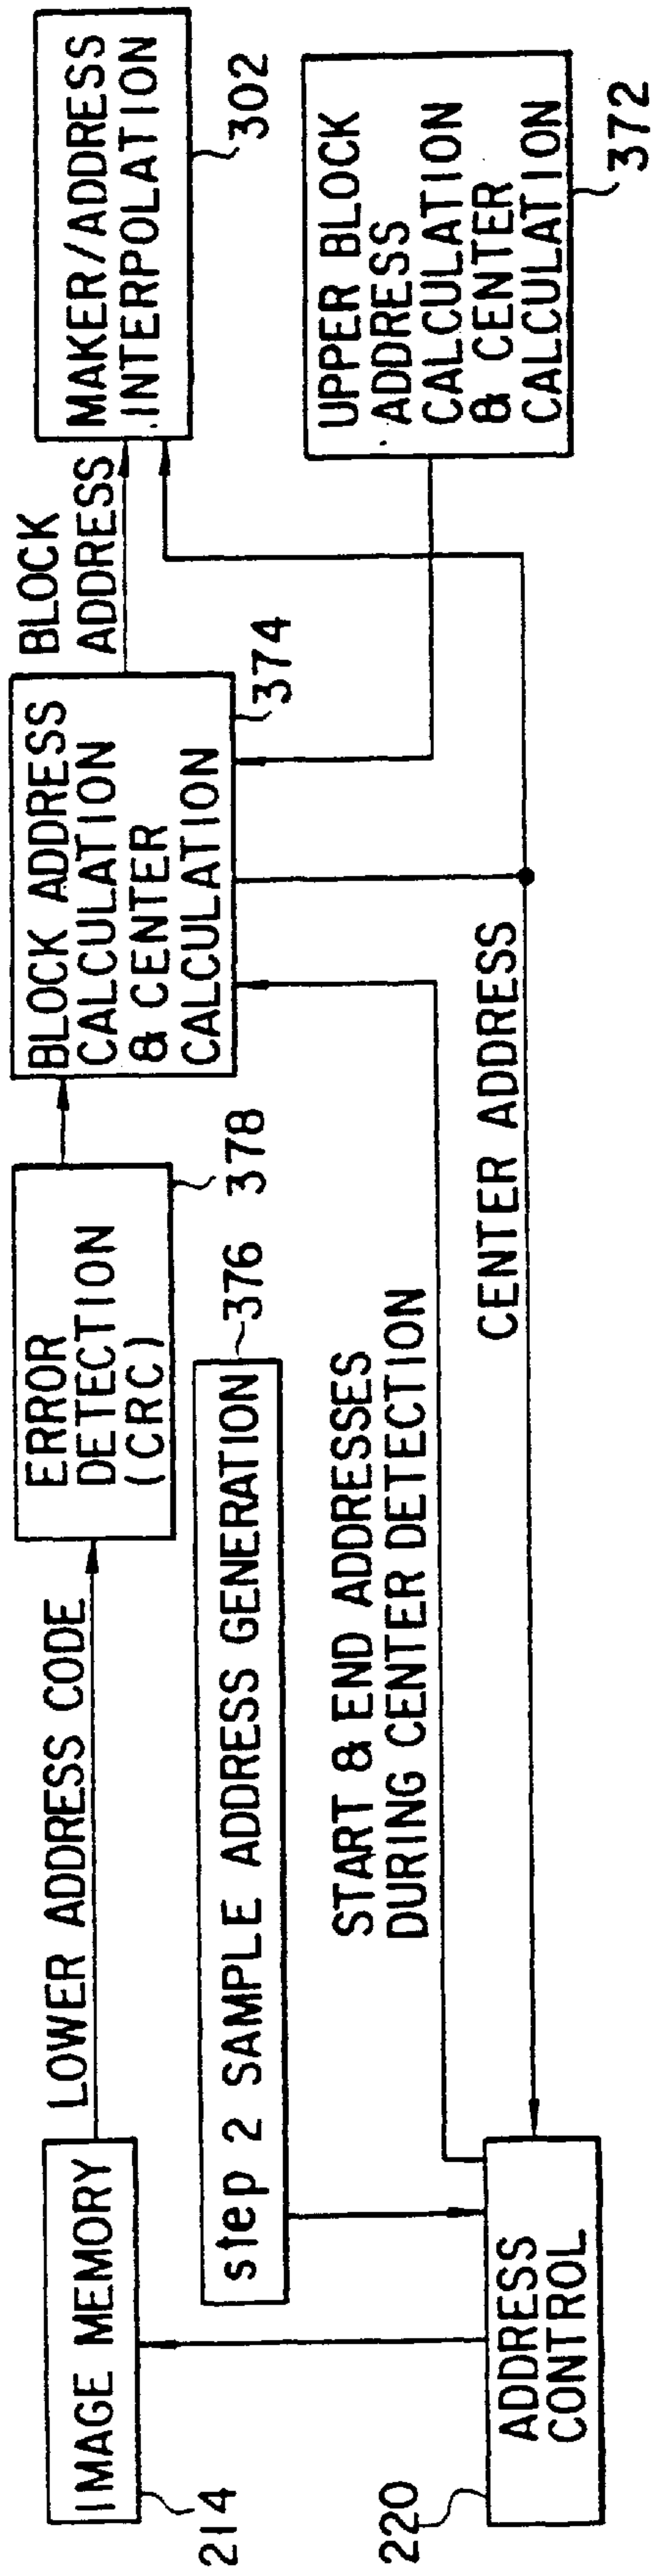 IMAGE MEMORY
214
LOWER ADDRESS CODE
ERROR
DETECTION
(CRC)
378
BLOCK ADDRESS
CALCULATION
& CENTER
CALCULATION
374
BLOCK
ADDRESS
MAKER/ADDRESS
INTERPOLATION
302
step 2 SAMPLE ADDRESS GENERATION
376
START & END ADDRESSES
DURING CENTER DETECTION
UPPER BLOCK
ADDRESS
CALCULATION
& CENTER
CALCULATION
372
220
ADDRESS
CONTROL
CENTER ADDRESS